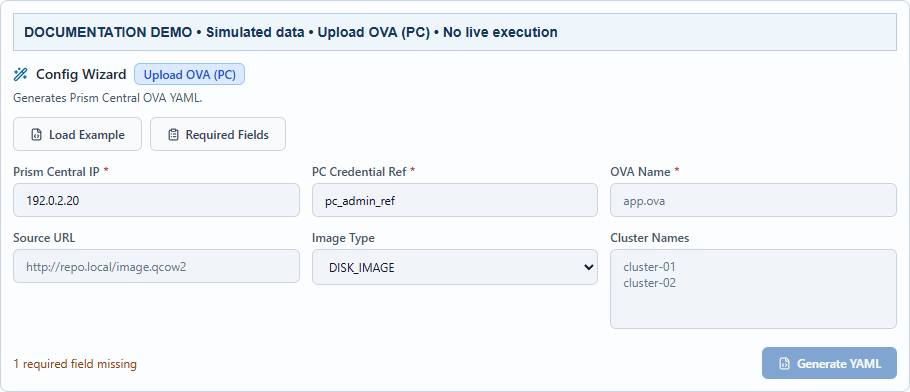 DOCUMENTATION DEMO • Simulated data • Upload OVA (PC) • No live execution
Config Wizard Upload OVA (PC)
Generates Prism Central OVA YAML.
Load Example Required Fields
Prism Central IP * PC Credential Ref * OVA Name *
192.0.2.20 pc_admin_ref app.ova
Source URL Image Type Cluster Names
http://repo.local/image.qcow2 DISK_IMAGE cluster-01
cluster-02
1 required field missing Generate YAML